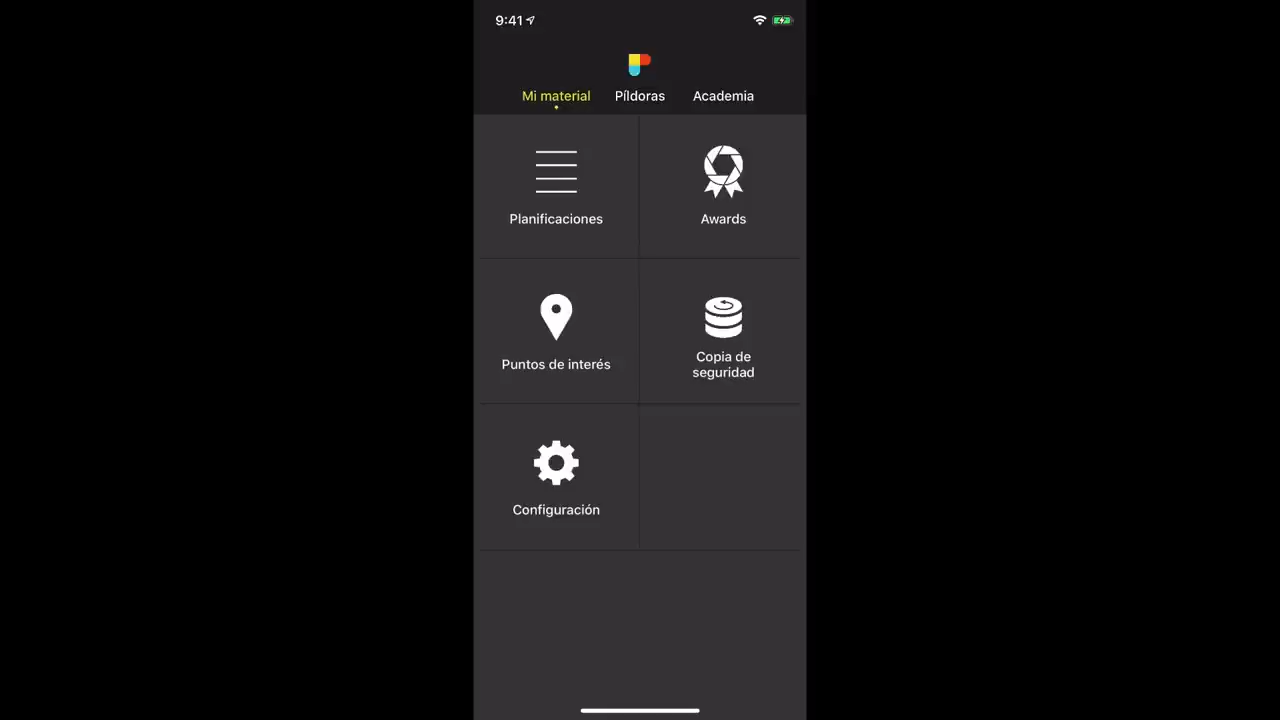 9:41
Mi material Píldoras Academia
Planificaciones Awards
Puntos de interés
Copia de
seguridad
Configuración